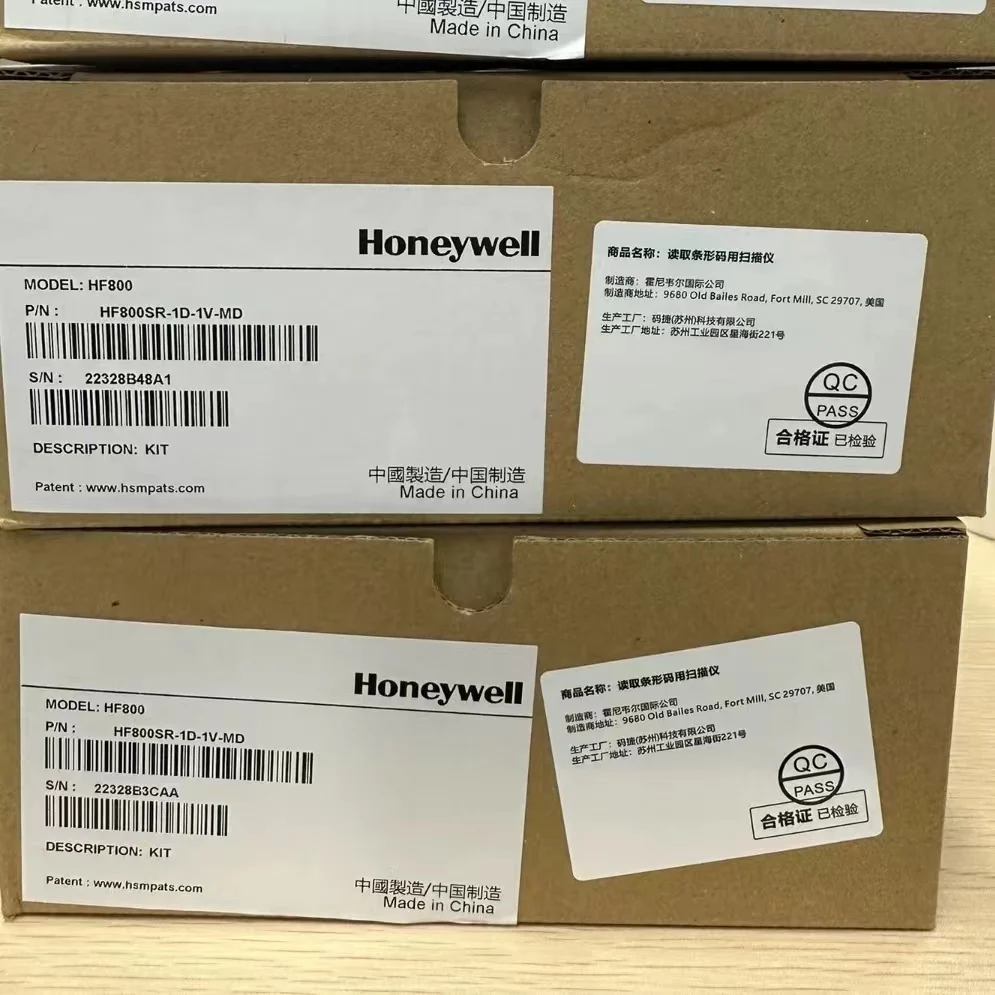 Patent : www.hsmpats.com
中國製造/中国制造
Made in China
Honeywell
MODEL: HF800
P/N : HF800SR-1D-1V-MD
S/N : 22328B48A1
DESCRIPTION: KIT
Patent : www.hsmpats.com
中國製造/中国制造
Made in China
商品名称：读取条形码用扫描仪
制造商：霍尼韦尔国际公司
制造商地址：9680 Old Bailes Road, Fort Mill, SC 29707, 美国
生产工厂：码捷(苏州)科技有限公司
生产工厂地址：苏州工业园区星海街221号
QC
PASS
合格证 已检验
Honeywell
MODEL: HF800
P/N : HF800SR-1D-1V-MD
S/N : 22328B3CAA
DESCRIPTION: KIT
Patent : www.hsmpats.com
中國製造/中国制造
Made in China
商品名称：读取条形码用扫描仪
制造商：霍尼韦尔国际公司
制造商地址：9680 Old Bailes Road, Fort Mill, SC 29707, 美国
生产工厂：码捷(苏州)科技有限公司
生产工厂地址：苏州工业园区星海街221号
QC
PASS
合格证 已检验